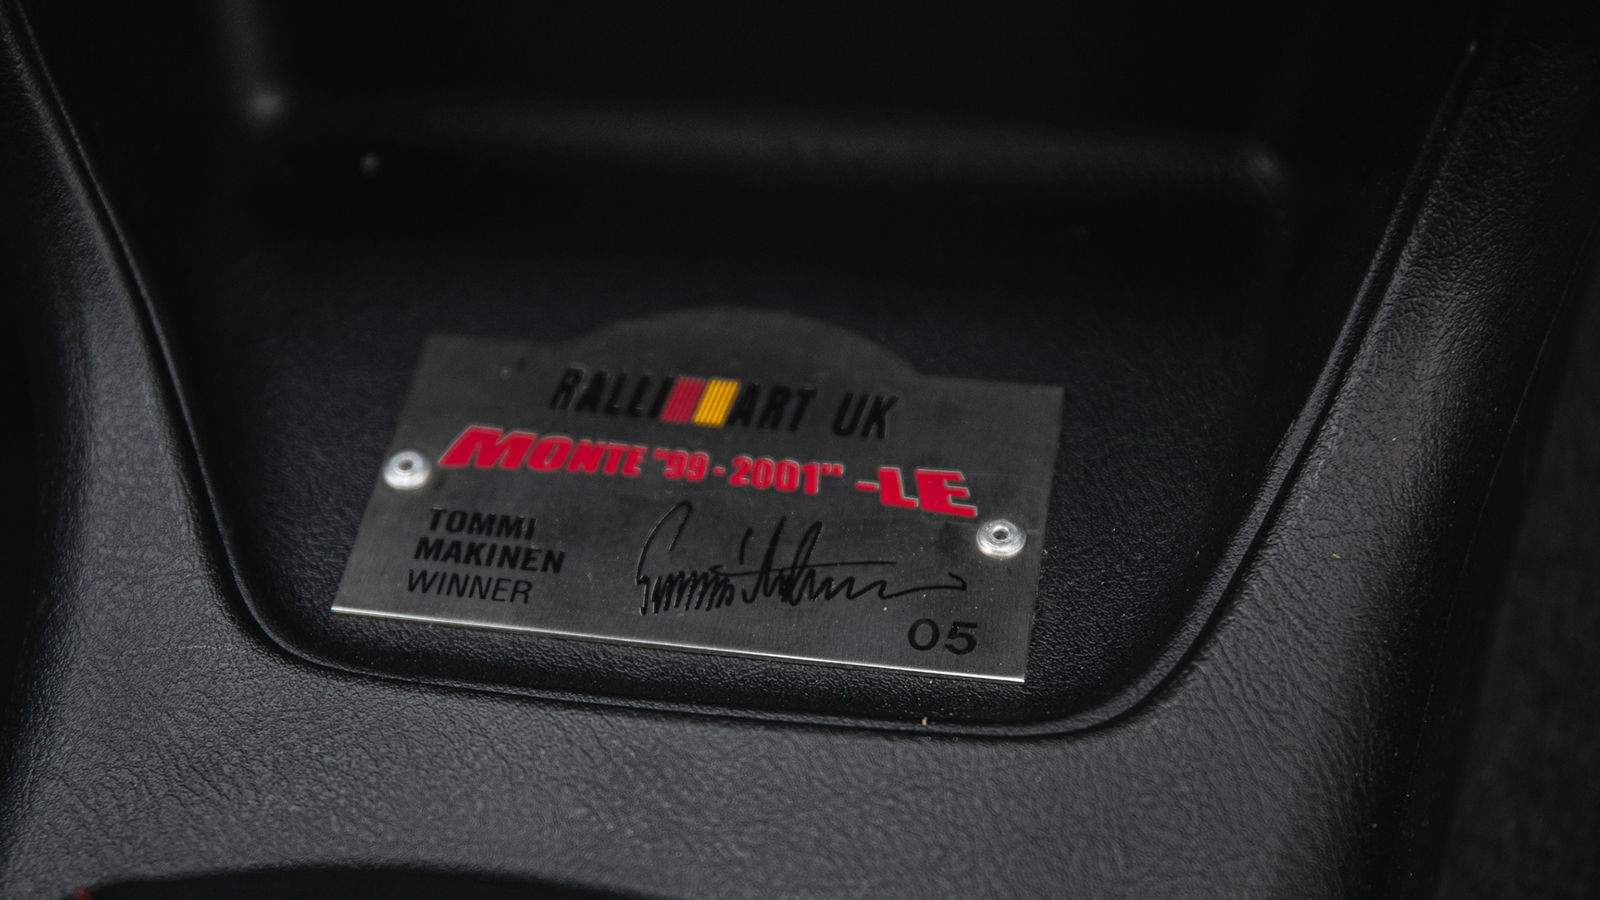 RALLIART UK
MONTE "99-2001" -LE
TOMMI
MAKINEN
WINNER
05